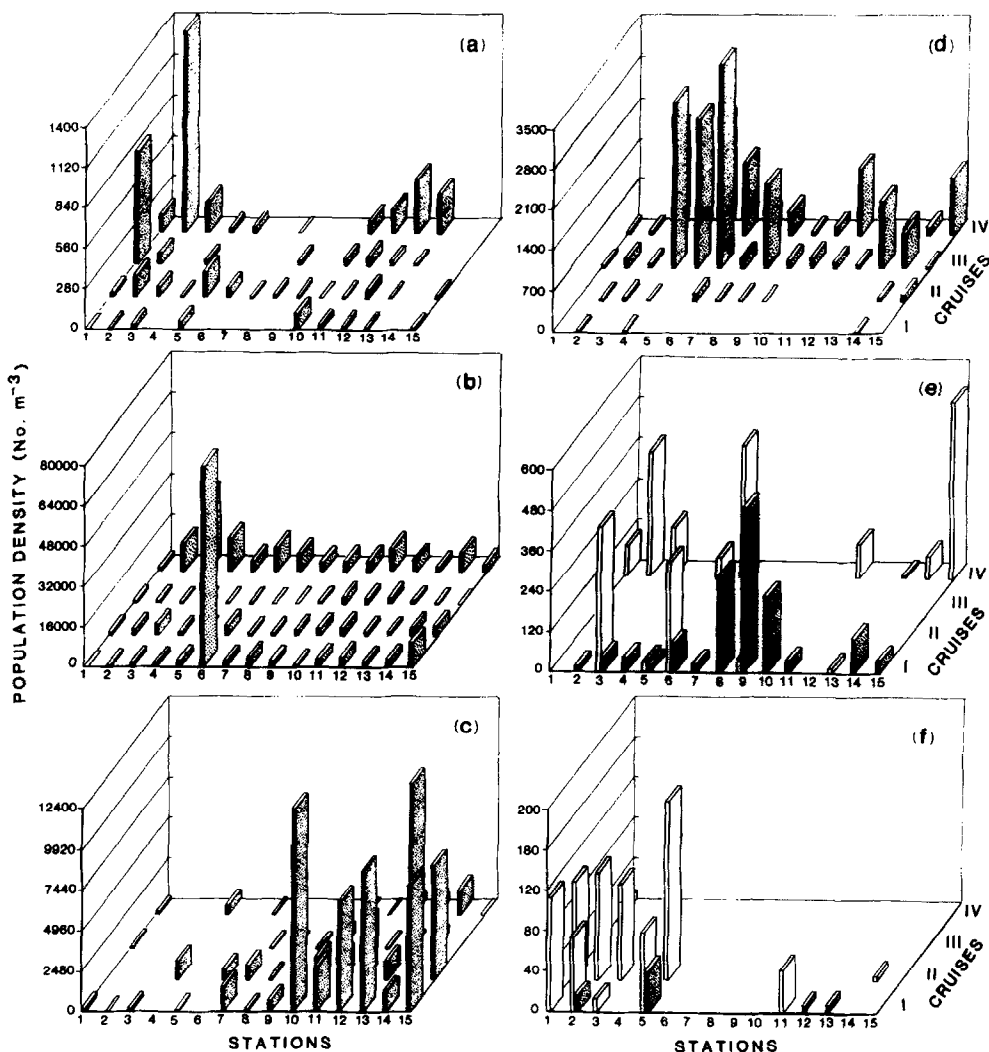 (a)
1400
1120
840
560
280
0
1 2 3 4 5 6 7 8 9 10 11 12 13 14 15
(d)
3500
2800
2100
1400
700
0
1 2 3 4 5 6 7 8 9 10 11 12 13 14 15
IV
III
II
I
CRUISES
POPULATION DENSITY (No. m⁻³)
(b)
80000
64000
48000
32000
16000
0
1 2 3 4 5 6 7 8 9 10 11 12 13 14 15
(e)
600
480
360
240
120
0
1 2 3 4 5 6 7 8 9 10 11 12 13 14 15
IV
III
II
I
CRUISES
(c)
12400
9920
7440
4960
2480
0
1 2 3 4 5 6 7 8 9 10 11 12 13 14 15
STATIONS
(f)
200
180
120
80
40
0
1 2 3 4 5 6 7 8 9 10 11 12 13 14 15
IV
III
II
I
CRUISES
STATIONS